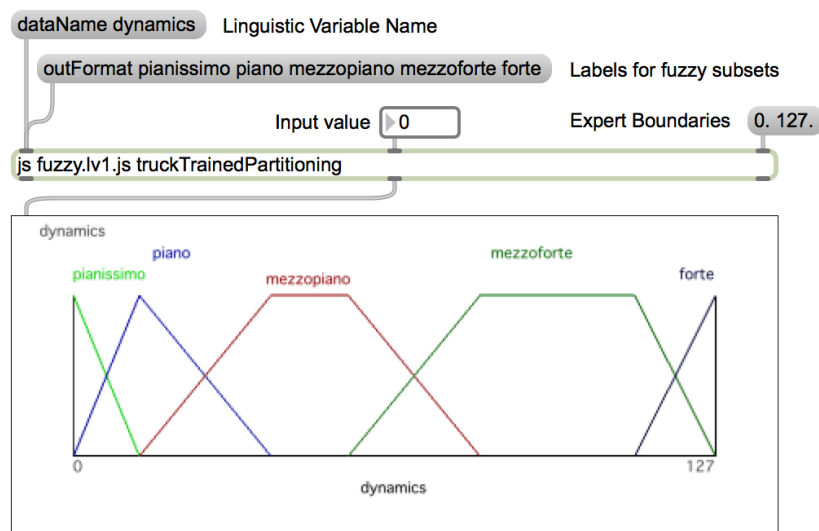 dataName dynamics
Linguistic Variable Name
outFormat pianissimo piano mezzopiano mezzoforte forte
Labels for fuzzy subsets
Input value
0
Expert Boundaries
0. 127.
js fuzzy.lv1.js truckTrainedPartitioning
dynamics
piano
mezzoforte
pianissimo
mezzopiano
forte
0
127
dynamics